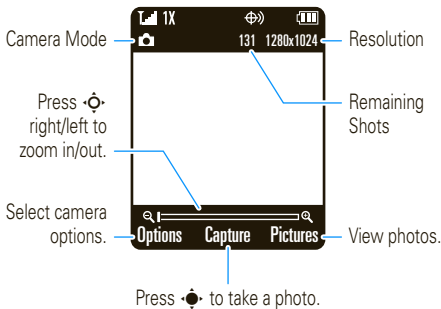 1X
Camera Mode
131 1280x1024
Resolution
Press
right/left to
zoom in/out.
Remaining
Shots
Select camera
options.
Options Capture Pictures
View photos.
Press to take a photo.